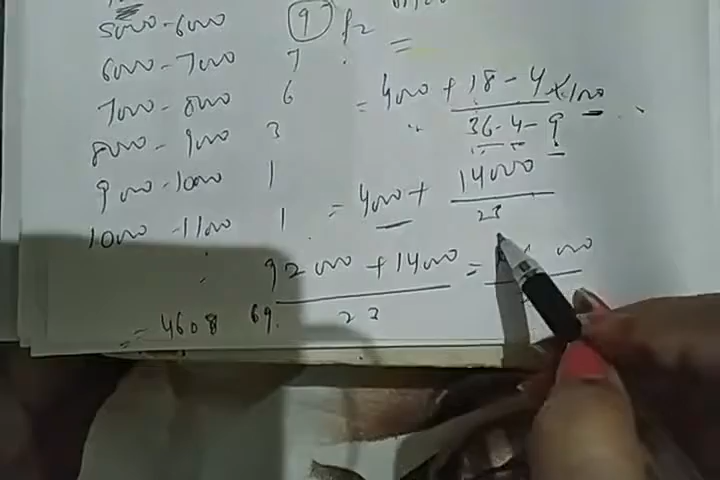 5000-6000 9 f2
6000-7000 7 =
7000-8000 6 = 4000 + 18-4 × 1000
8000-9000 3 36-4-9
9000-10000 1 = 4000 + 14000
10000-11000 1 23
92000 + 14000 =
= 4608 69. 23